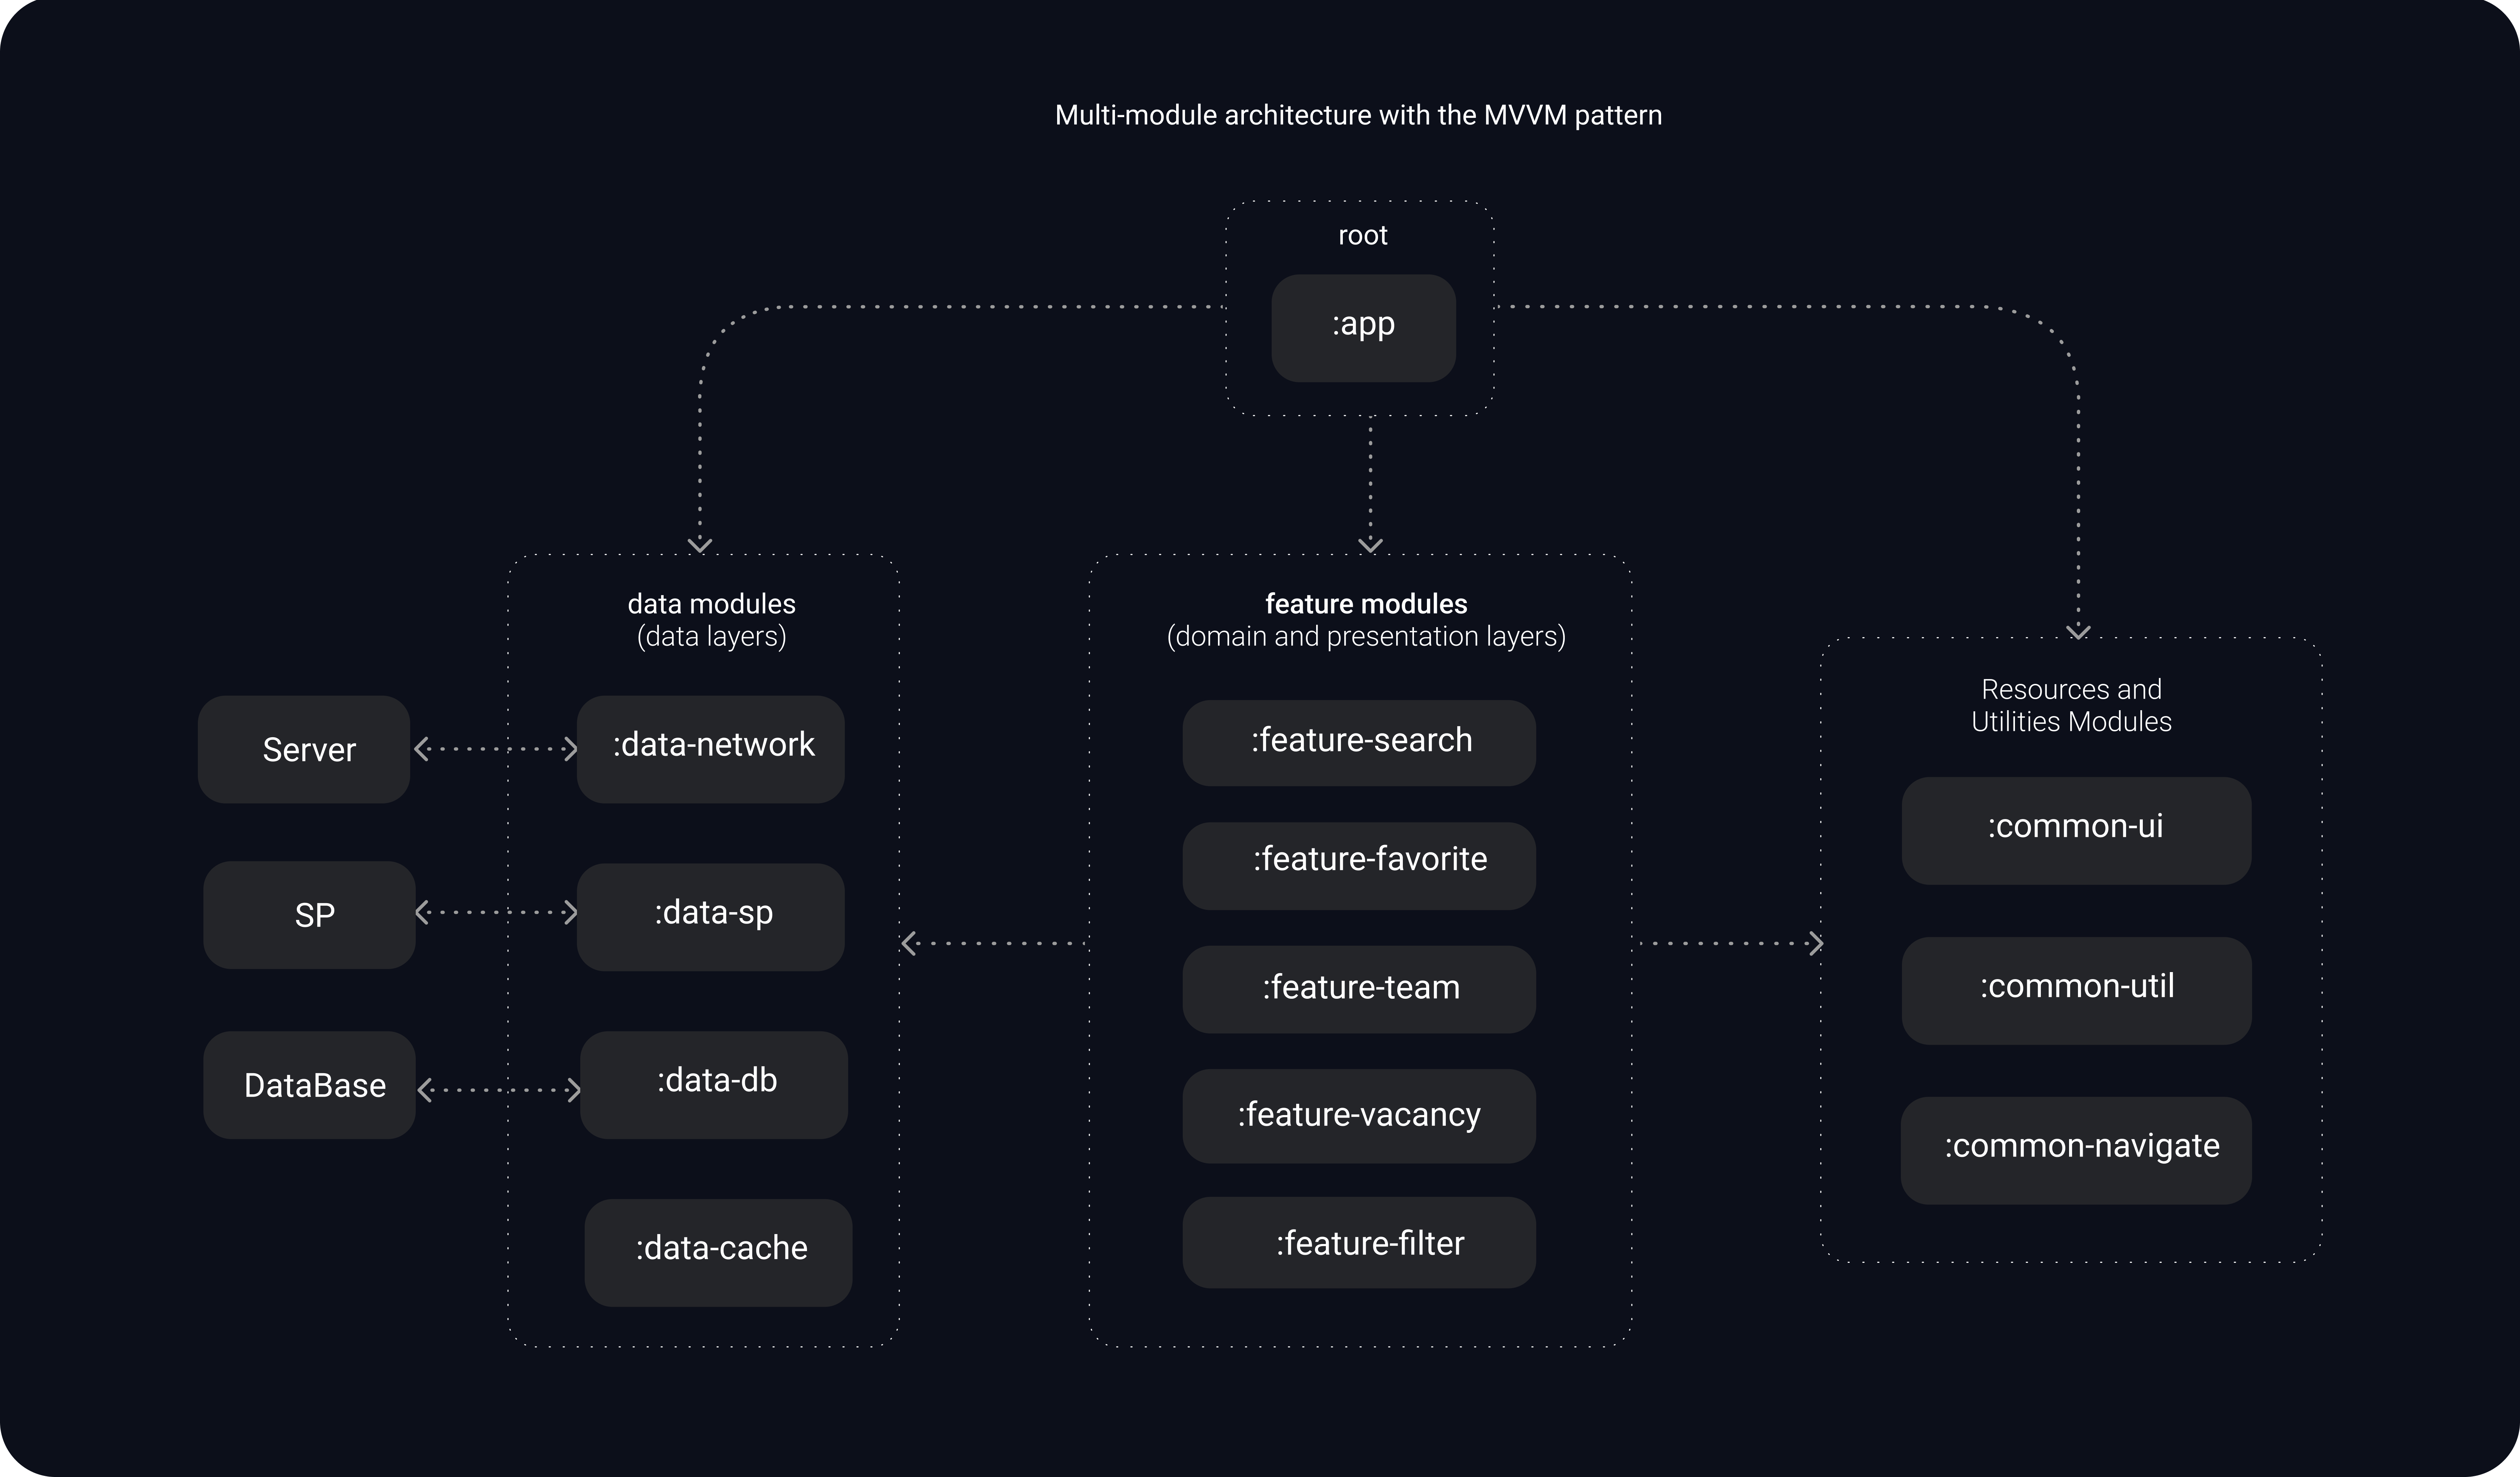 Multi-module architecture with the MVVM pattern
root
:app
data modules
(data layers)
feature modules
(domain and presentation layers)
Resources and
Utilities Modules
Server
SP
DataBase
:data-network
:data-sp
:data-db
:data-cache
:feature-search
:feature-favorite
:feature-team
:feature-vacancy
:feature-filter
:common-ui
:common-util
:common-navigate